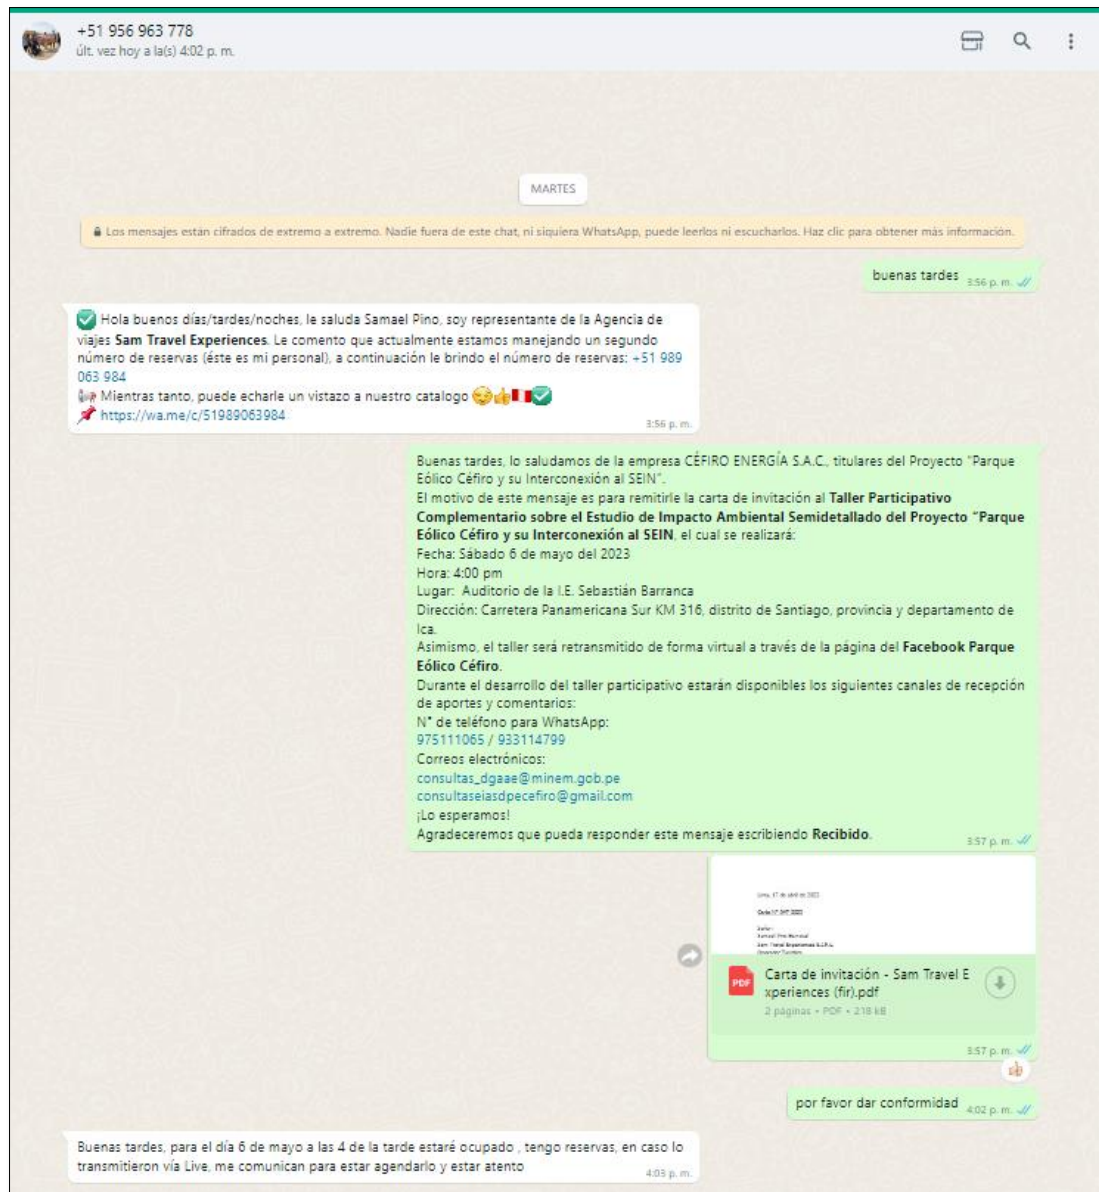 +51 956 963 778
últ. vez hoy a la(s) 4:02 p. m.
MARTES
Los mensajes están cifrados de extremo a extremo. Nadie fuera de este chat, ni siquiera WhatsApp, puede leerlos ni escucharlos. Haz clic para obtener más información.
buenas tardes 3:56 p. m.
Hola buenos días/tardes/noches, le saluda Samael Pino, soy representante de la Agencia de
viajes Sam Travel Experiences. Le comento que actualmente estamos manejando un segundo
número de reservas (éste es mi personal), a continuación le brindo el número de reservas: +51 989
063 984
Mientras tanto, puede echarle un vistazo a nuestro catalogo
https://wa.me/c/51989063984
3:56 p. m.
Buenas tardes, lo saludamos de la empresa CÉFIRO ENERGÍA S.A.C., titulares del Proyecto "Parque
Eólico Céfiro y su Interconexión al SEIN".
El motivo de este mensaje es para remitirle la carta de invitación al Taller Participativo
Complementario sobre el Estudio de Impacto Ambiental Semidetallado del Proyecto "Parque
Eólico Céfiro y su Interconexión al SEIN, el cual se realizará:
Fecha: Sábado 6 de mayo del 2023
Hora: 4:00 pm
Lugar: Auditorio de la I.E. Sebastián Barranca
Dirección: Carretera Panamericana Sur KM 316, distrito de Santiago, provincia y departamento de
Ica.
Asimismo, el taller será retransmitido de forma virtual a través de la página del Facebook Parque
Eólico Céfiro.
Durante el desarrollo del taller participativo estarán disponibles los siguientes canales de recepción
de aportes y comentarios:
N° de teléfono para WhatsApp:
975111065 / 933114799
Correos electrónicos:
consultas_dgaae@minem.gob.pe
consultaseiasdpecefiro@gmail.com
¡Lo esperamos!
Agradeceremos que pueda responder este mensaje escribiendo Recibido.
3:57 p. m.
Lima, 17 de abril de 2023
Señor:
Sam Travel Experiences
PDF
Carta de invitación - Sam Travel E
xperiences (fir).pdf
2 páginas • PDF • 218 kB
3:57 p. m.
por favor dar conformidad 4:02 p. m.
Buenas tardes, para el día 6 de mayo a las 4 de la tarde estaré ocupado , tengo reservas, en caso lo
transmitieron vía Live, me comunican para estar agendarlo y estar atento
4:03 p. m.